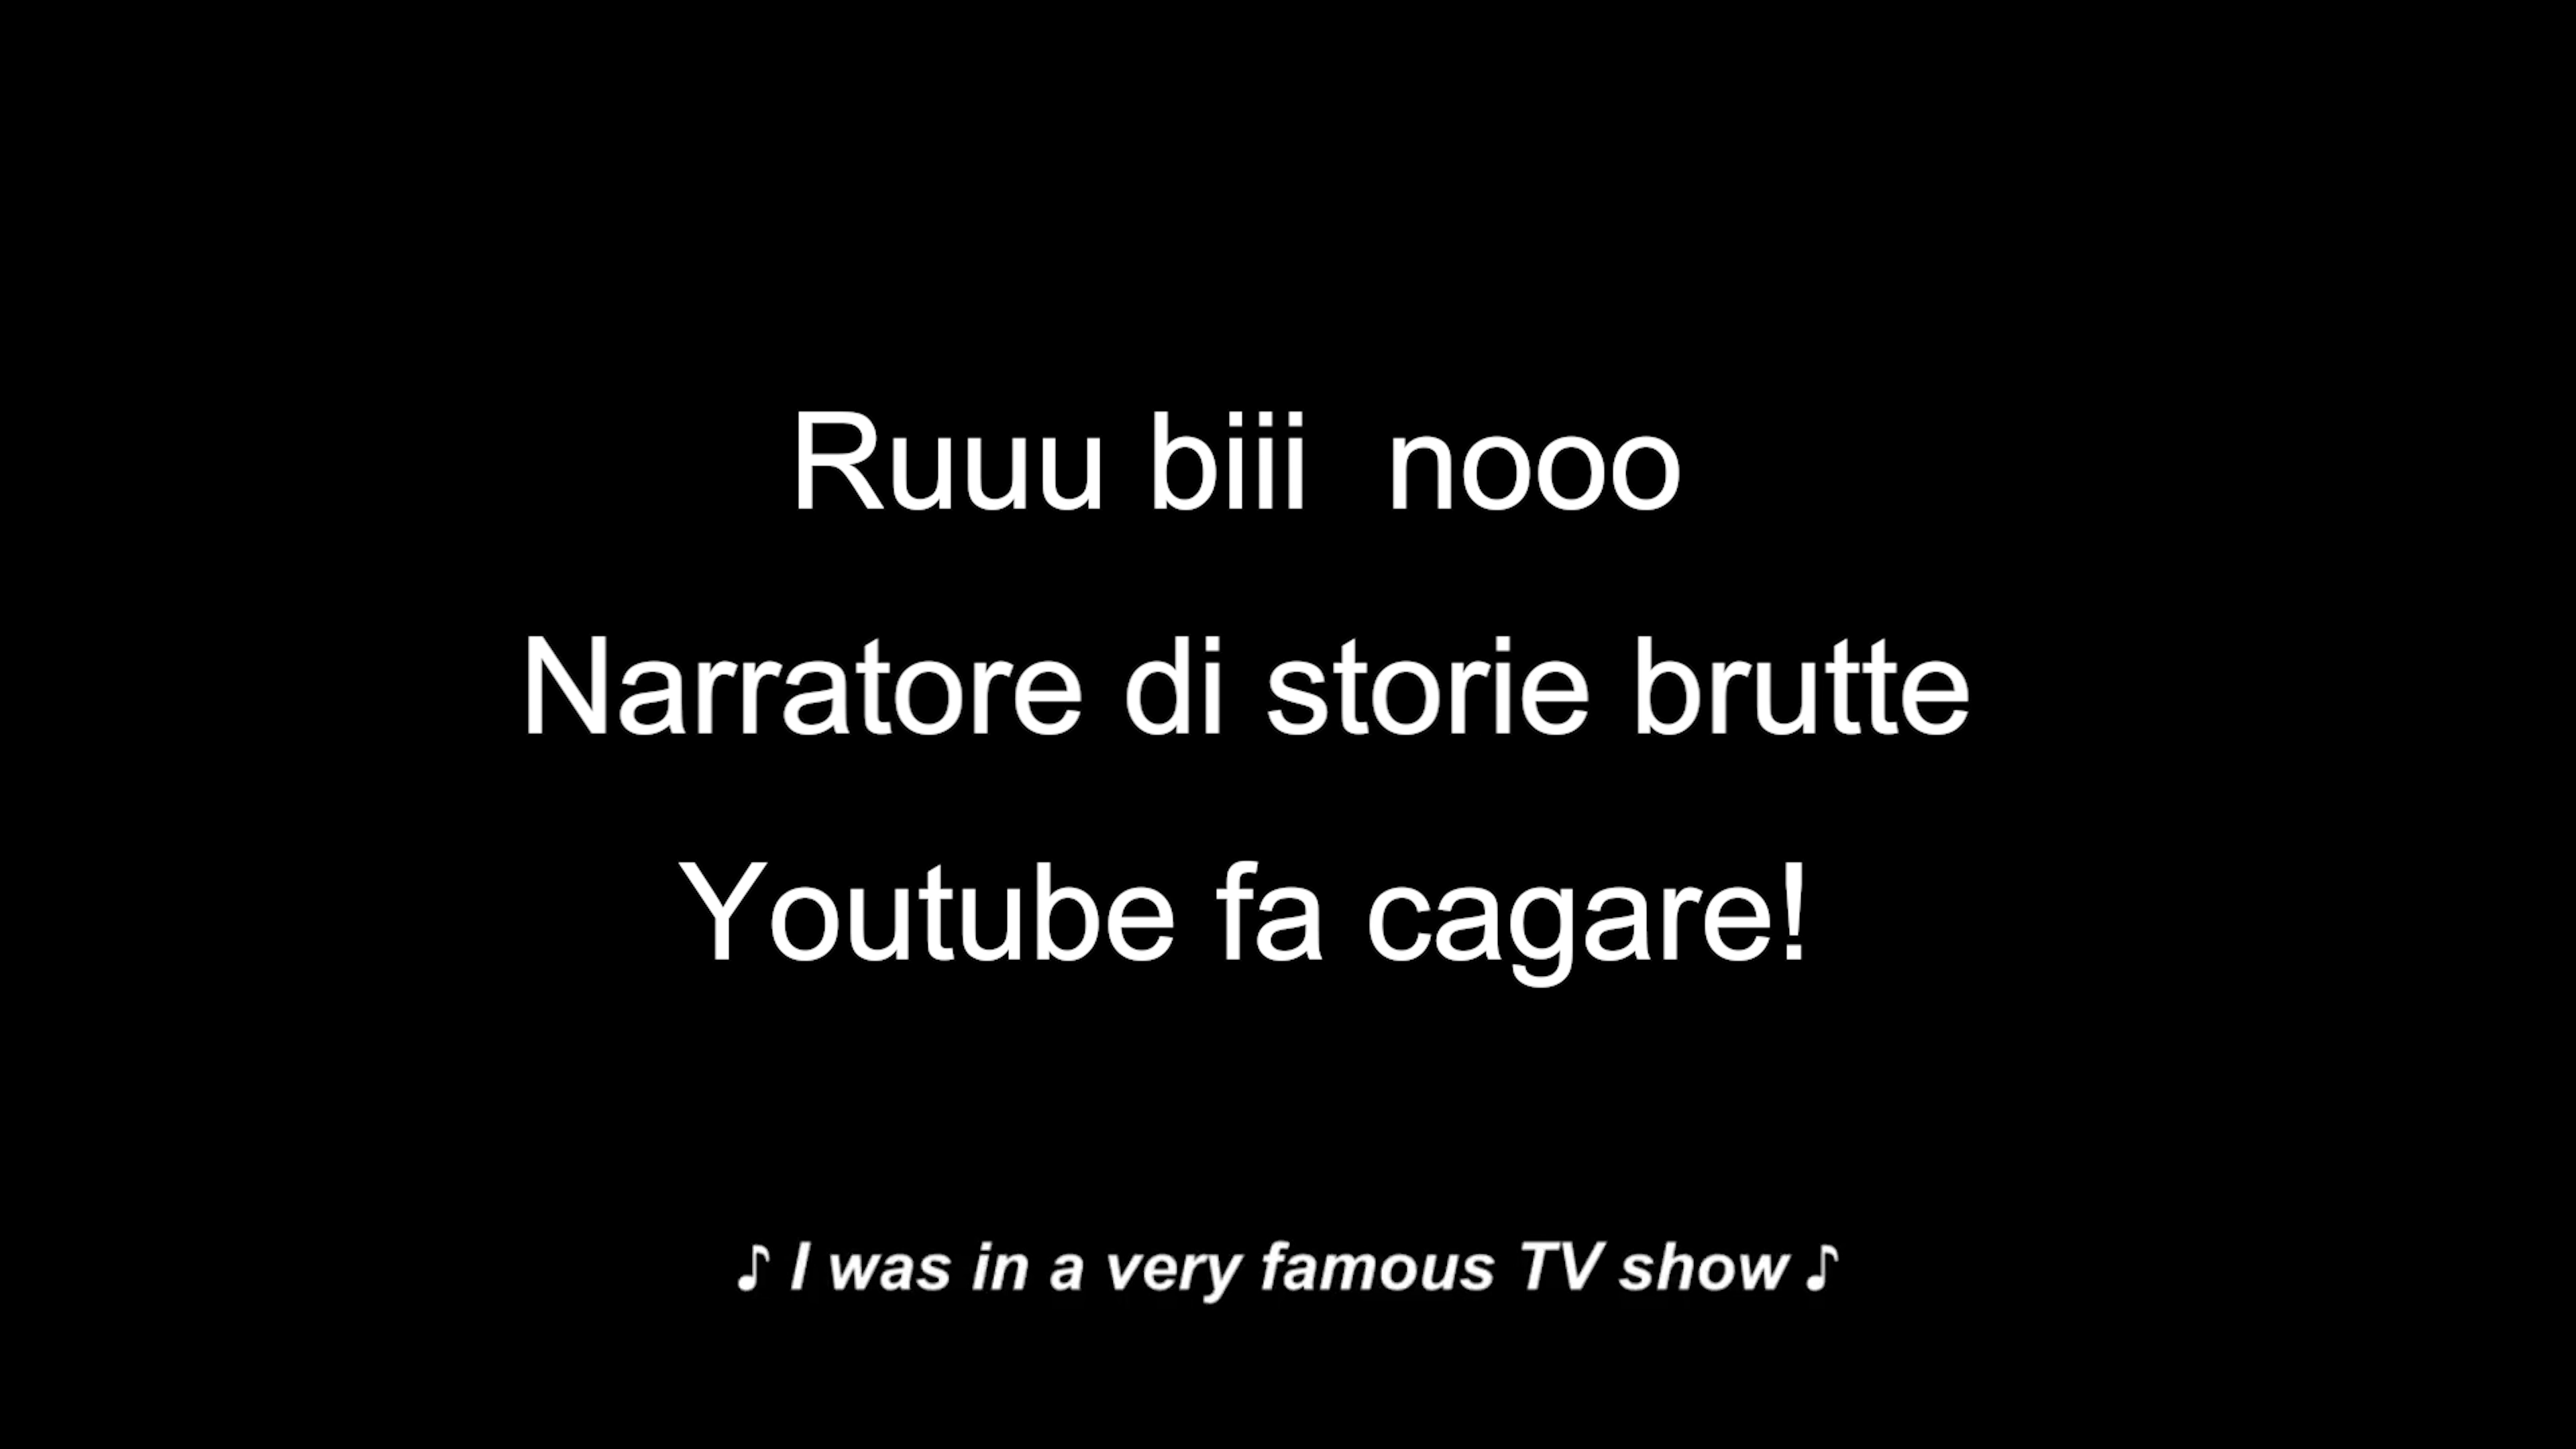 Ruuu biii  nooo
Narratore di storie brutte
Youtube fa cagare!
♪ I was in a very famous TV show ♪